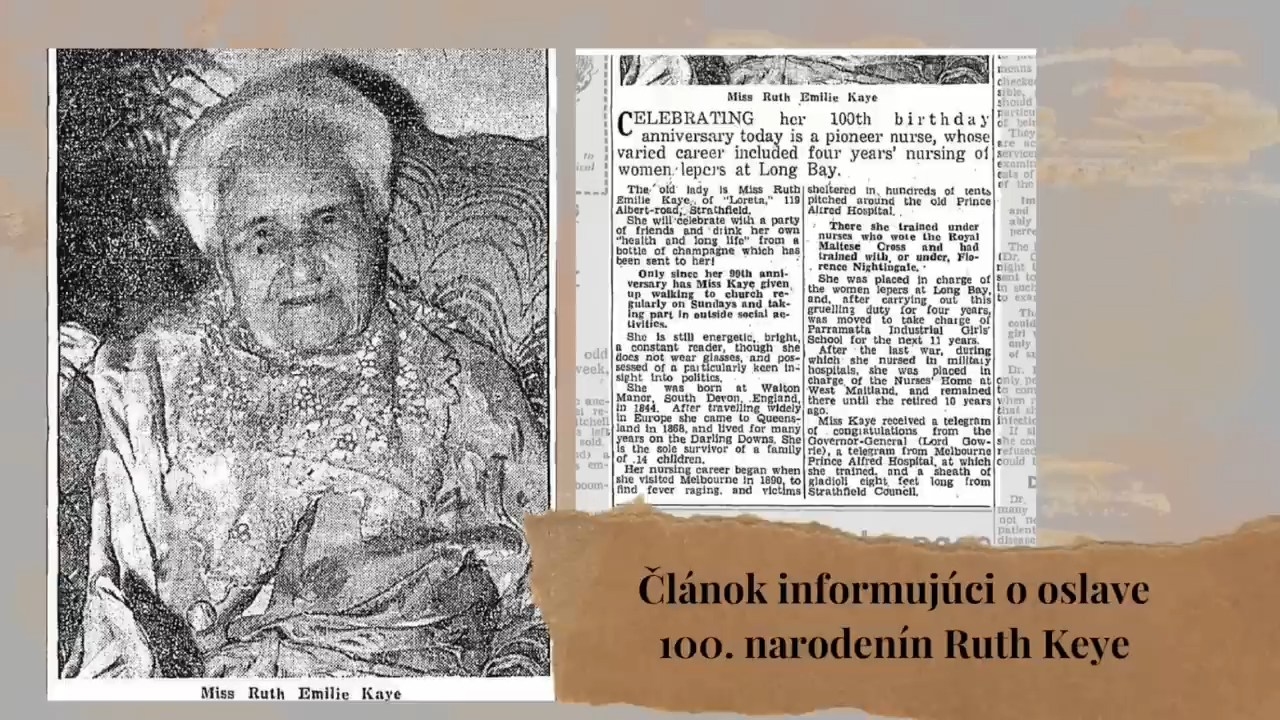 Miss Ruth Emilie Kaye
Miss Ruth Emilie Kaye
CELEBRATING her 100th birthday
anniversary today is a pioneer nurse, whose
varied career included four years' nursing of
women lepers at Long Bay.
The old lady is Miss Ruth
Emilie Kaye, of "Loreta," 119
Albert-road, Strathfield.
She will celebrate with a party
of friends and drink her own
"health and long life" from a
bottle of champagne which has
been sent to her!
Only since her 99th anni-
versary has Miss Kaye given
up walking to church re-
gularly on Sundays and tak-
ing part in outside social ac-
tivities.
She is still energetic, bright,
a constant reader, though she
does not wear glasses, and pos-
sessed of a particularly keen in-
sight into politics.
She was born at Walton
Manor, South Devon, England,
in 1844. After travelling widely
in Europe she came to Queens-
land in 1868, and lived for many
years on the Darling Downs. She
is the sole survivor of a family
of 14 children.
Her nursing career began when
she visited Melbourne in 1890, to
find fever raging, and victims
sheltered in hundreds of tents
pitched around the old Prince
Alfred Hospital.
There she trained under
nurses who wore the Royal
Maltese Cross and had
trained with, or under, Flo-
rence Nightingale.
She was placed in charge of
the women lepers at Long Bay,
and, after carrying out this
gruelling duty for four years,
was moved to take charge of
Parramatta Industrial Girls'
School for the next 11 years.
After the last war, during
which she nursed in military
hospitals, she was placed in
charge of the Nurses' Home at
West Maitland, and remained
there until she retired 10 years
ago.
Miss Kaye received a telegram
of congratulations from the
Governor-General (Lord Gow-
rie), a telegram from Melbourne
Prince Alfred Hospital, at which
she trained, and a sheath of
gladioli eight feet long from
Strathfield Council.
Článok informujúci o oslave
100. narodenín Ruth Keye